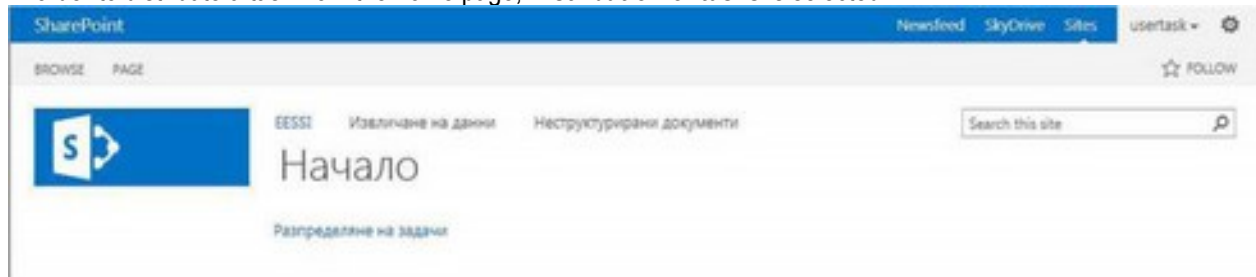 SharePoint Newsfeed SkyDrive Sites usertask
BROWSE PAGE FOLLOW
S
EESSI Извличане на данни Неструктурирани документи Search this site
Начало
Разпределяне на задачи